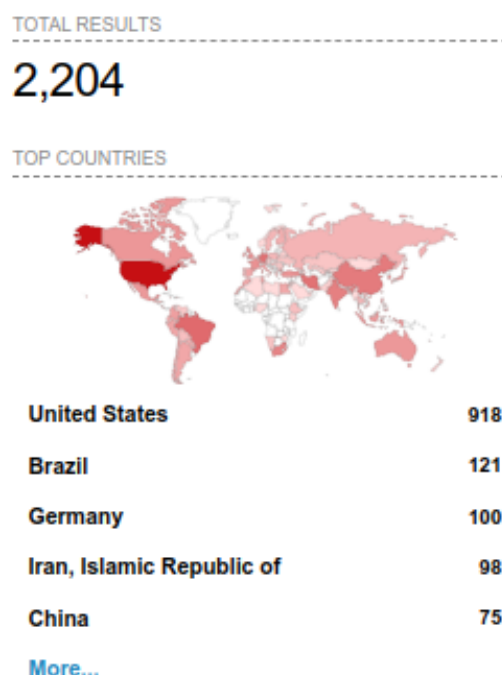 TOTAL RESULTS
2,204
TOP COUNTRIES
United States 918
Brazil 121
Germany 100
Iran, Islamic Republic of 98
China 75
More...